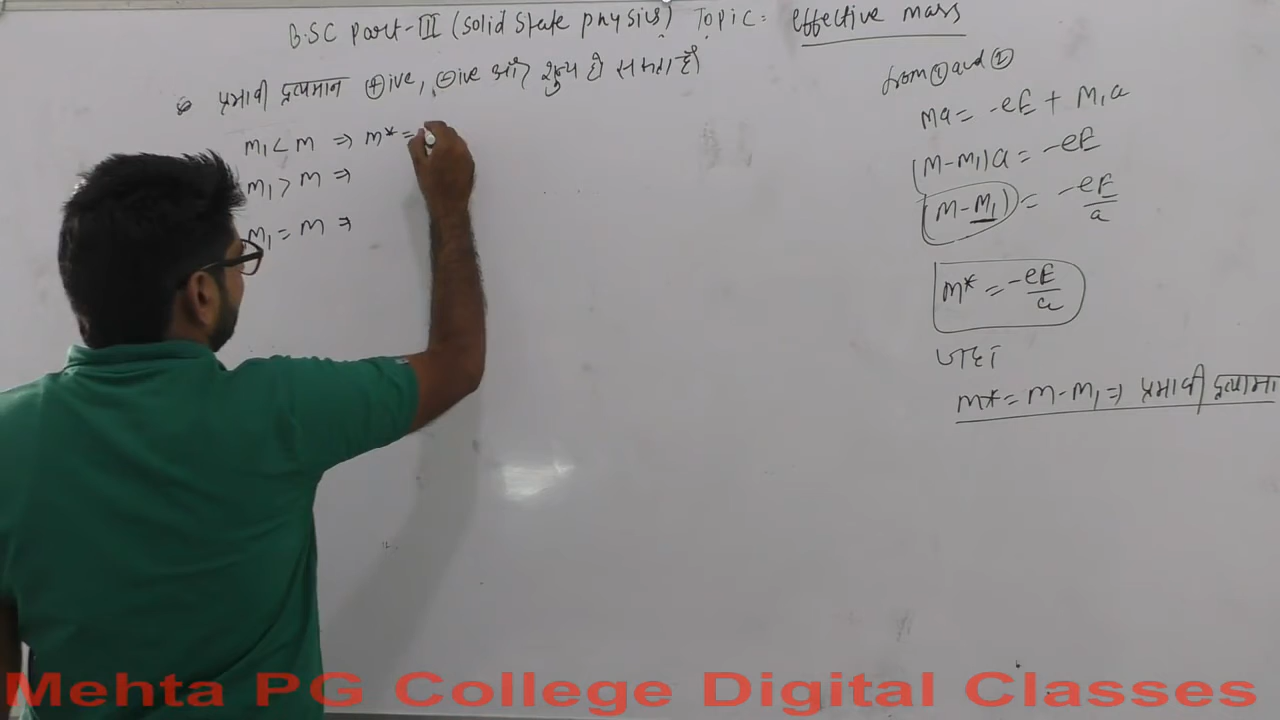 B.SC Part-III (Solid State physics) Topic: effective mass
प्रभावी द्रव्यमान ⊕ive, ⊖ive और शून्य हो सकता है
m₁ < m ⇒ m* =
m₁ > m ⇒
m₁ = m ⇒
from ① and ②
ma = -eE + m₁a
(m-m₁)a = -eE
(m-m₁) = -eE/a
m* = -eE/a
जहां
m* = m-m₁ ⇒ प्रभावी द्रव्यमा
Mehta PG College Digital Classes